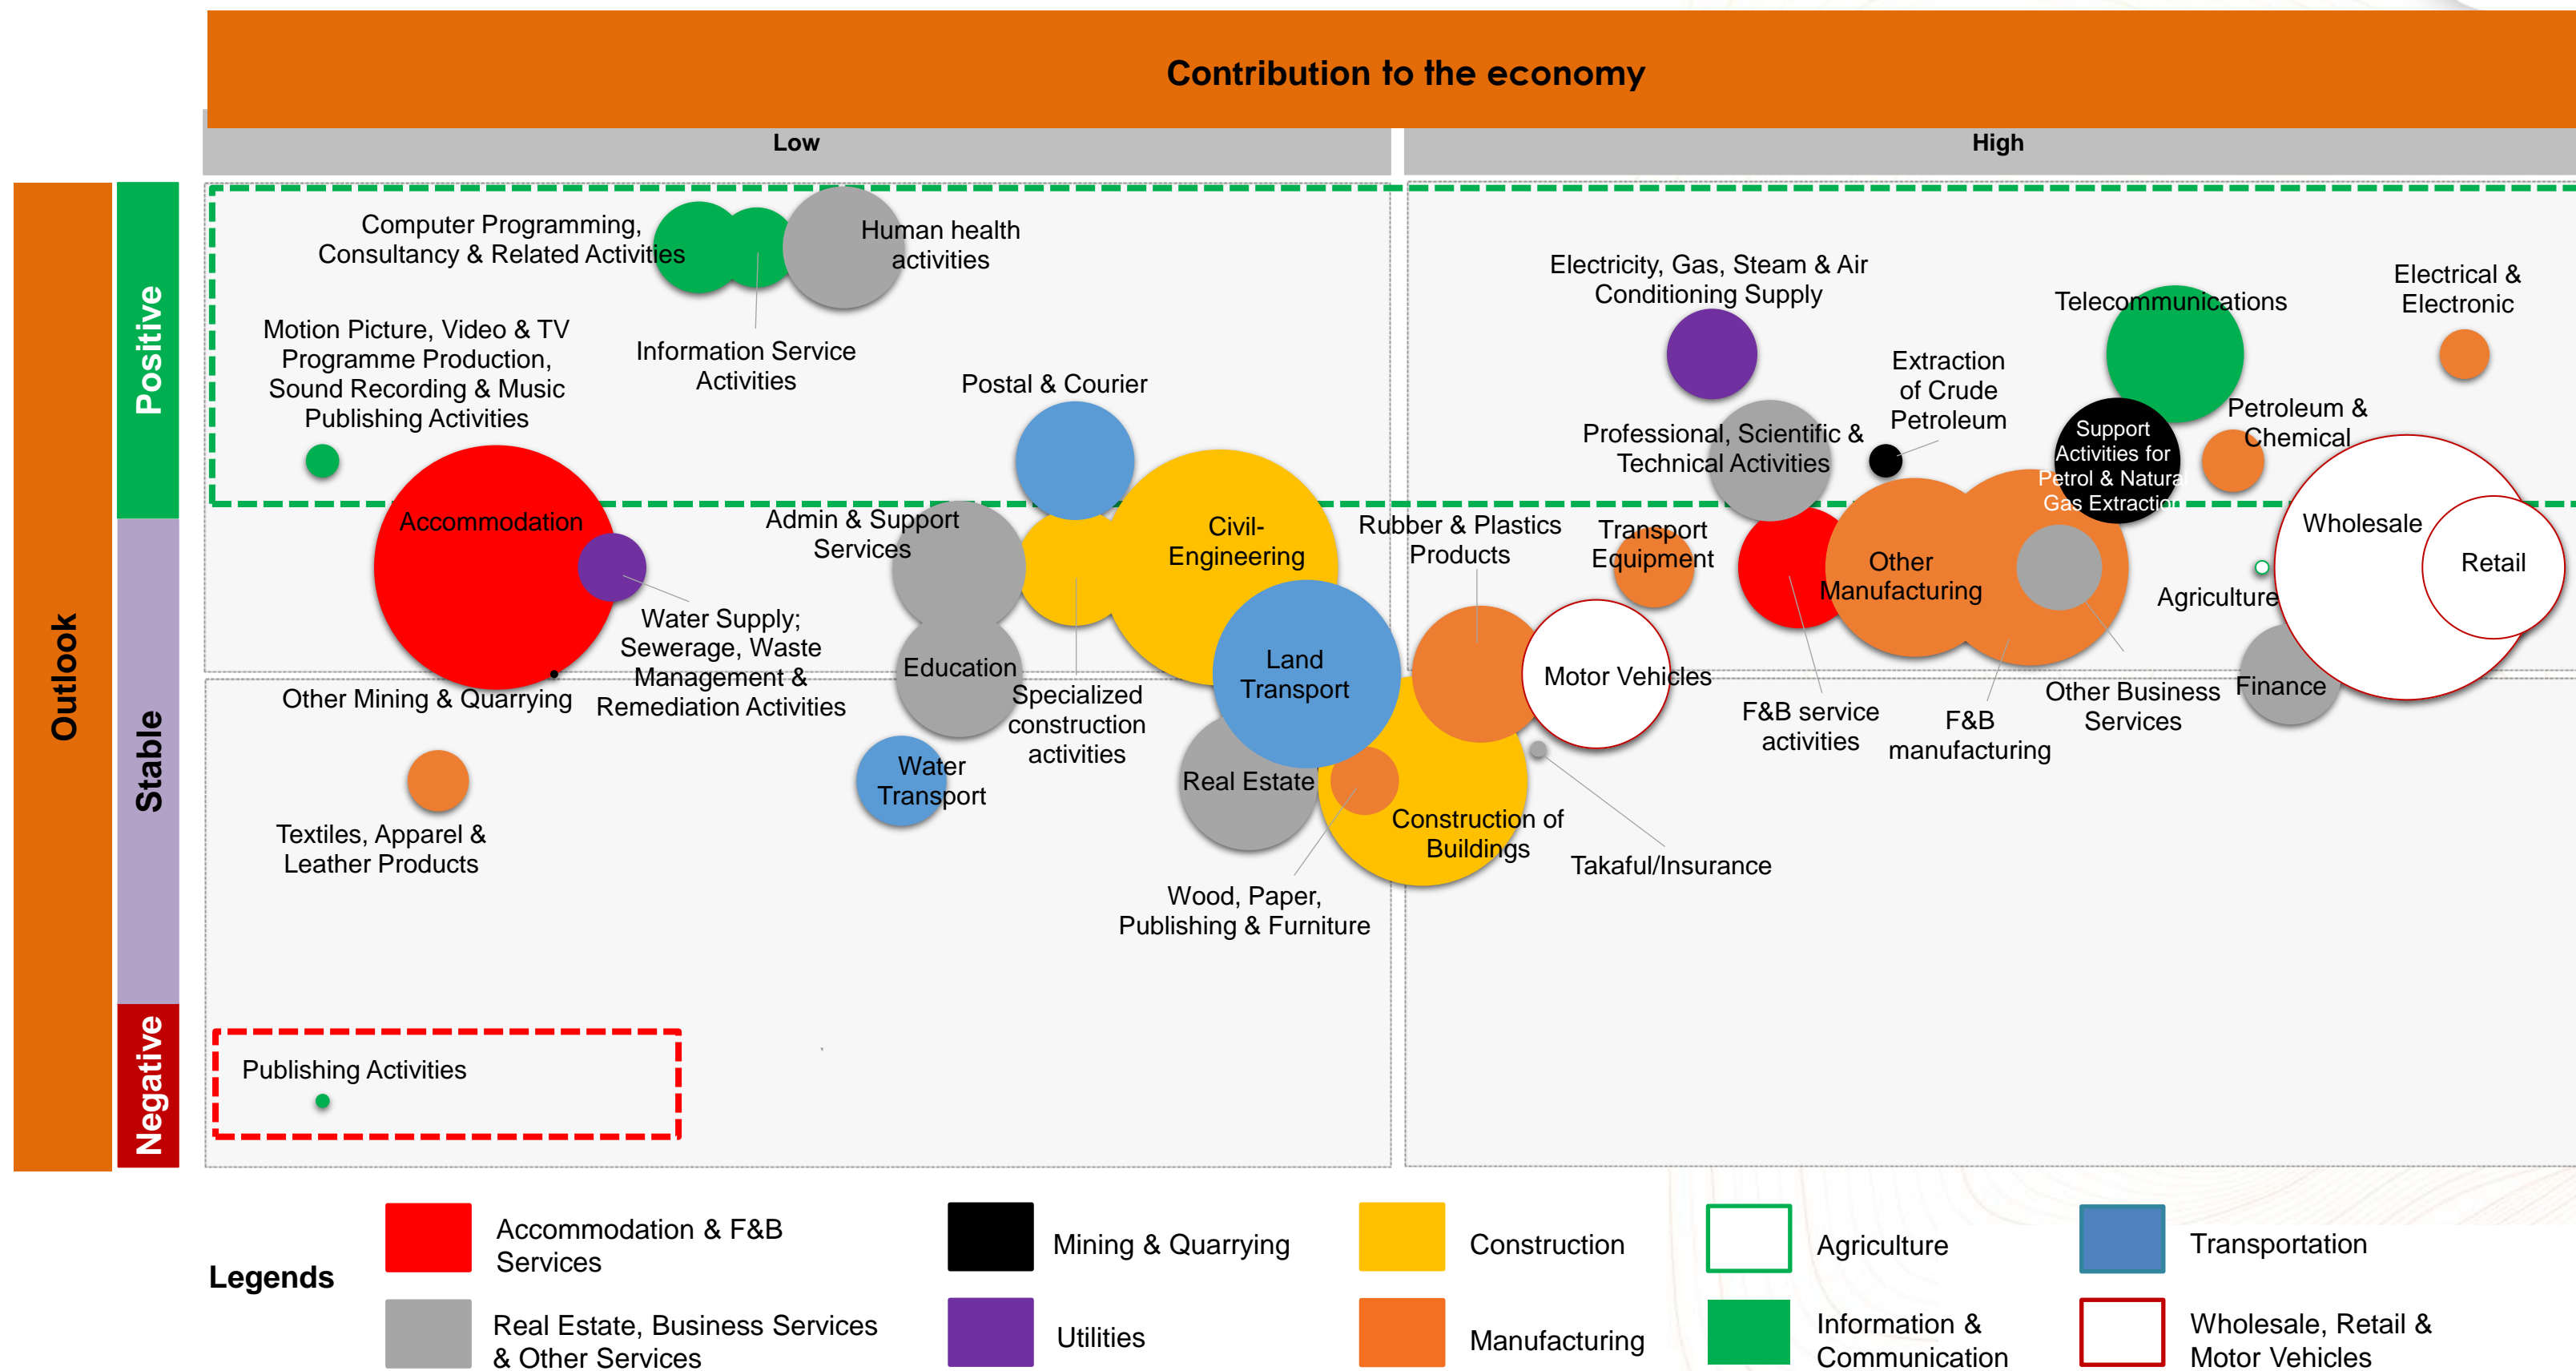 Contribution to the economy
Low
High
Outlook
Positive
Stable
Negative
Computer Programming,
Consultancy & Related Activities
Human health
activities
Information Service
Activities
Motion Picture, Video & TV
Programme Production,
Sound Recording & Music
Publishing Activities
Postal & Courier
Electricity, Gas, Steam & Air
Conditioning Supply
Telecommunications
Electrical &
Electronic
Extraction
of Crude
Petroleum
Professional, Scientific &
Technical Activities
Support
Activities for
Petrol & Natural
Gas Extraction
Petroleum &
Chemical
Accommodation
Admin & Support
Services
Civil-
Engineering
Rubber & Plastics
Products
Transport
Equipment
Other
Manufacturing
Wholesale
Retail
Agriculture
Water Supply;
Sewerage, Waste
Management &
Remediation Activities
Other Mining & Quarrying
Education
Specialized
construction
activities
Land
Transport
Motor Vehicles
F&B service
activities
F&B
manufacturing
Other Business
Services
Finance
Textiles, Apparel &
Leather Products
Water
Transport
Real Estate
Construction of
Buildings
Takaful/Insurance
Wood, Paper,
Publishing & Furniture
Publishing Activities
Legends
Accommodation & F&B
Services
Mining & Quarrying
Construction
Agriculture
Transportation
Real Estate, Business Services
& Other Services
Utilities
Manufacturing
Information &
Communication
Wholesale, Retail &
Motor Vehicles